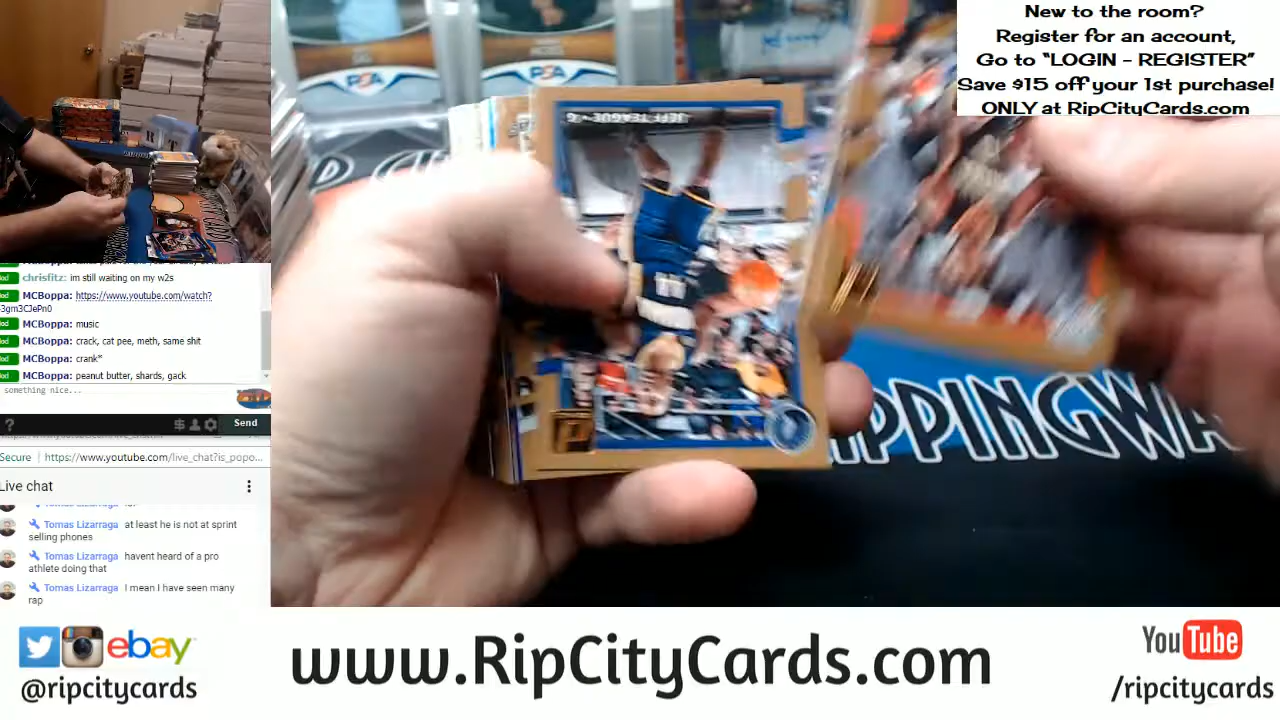 New to the room?
Register for an account,
Go to “LOGIN - REGISTER”
Save $15 off your 1st purchase!
ONLY at RipCityCards.com
PSA
PSA
JEFF TEAGUE • G
RIPPINGWA
chrisfitz: im still waiting on my w2s
MCBoppa: https://www.youtube.com/watch?
3gm3CJePn0
MCBoppa: music
MCBoppa: crack, cat pee, meth, same shit
MCBoppa: crank*
MCBoppa: peanut butter, shards, gack
something nice...
? $ Send
Secure | https://www.youtube.com/live_chat?is_popo...
Live chat
Tomas Lizarraga at least he is not at sprint
selling phones
Tomas Lizarraga havent heard of a pro
athlete doing that
Tomas Lizarraga I mean I have seen many
rap
ebay
@ripcitycards
www.RipCityCards.com
YouTube
/ripcitycards